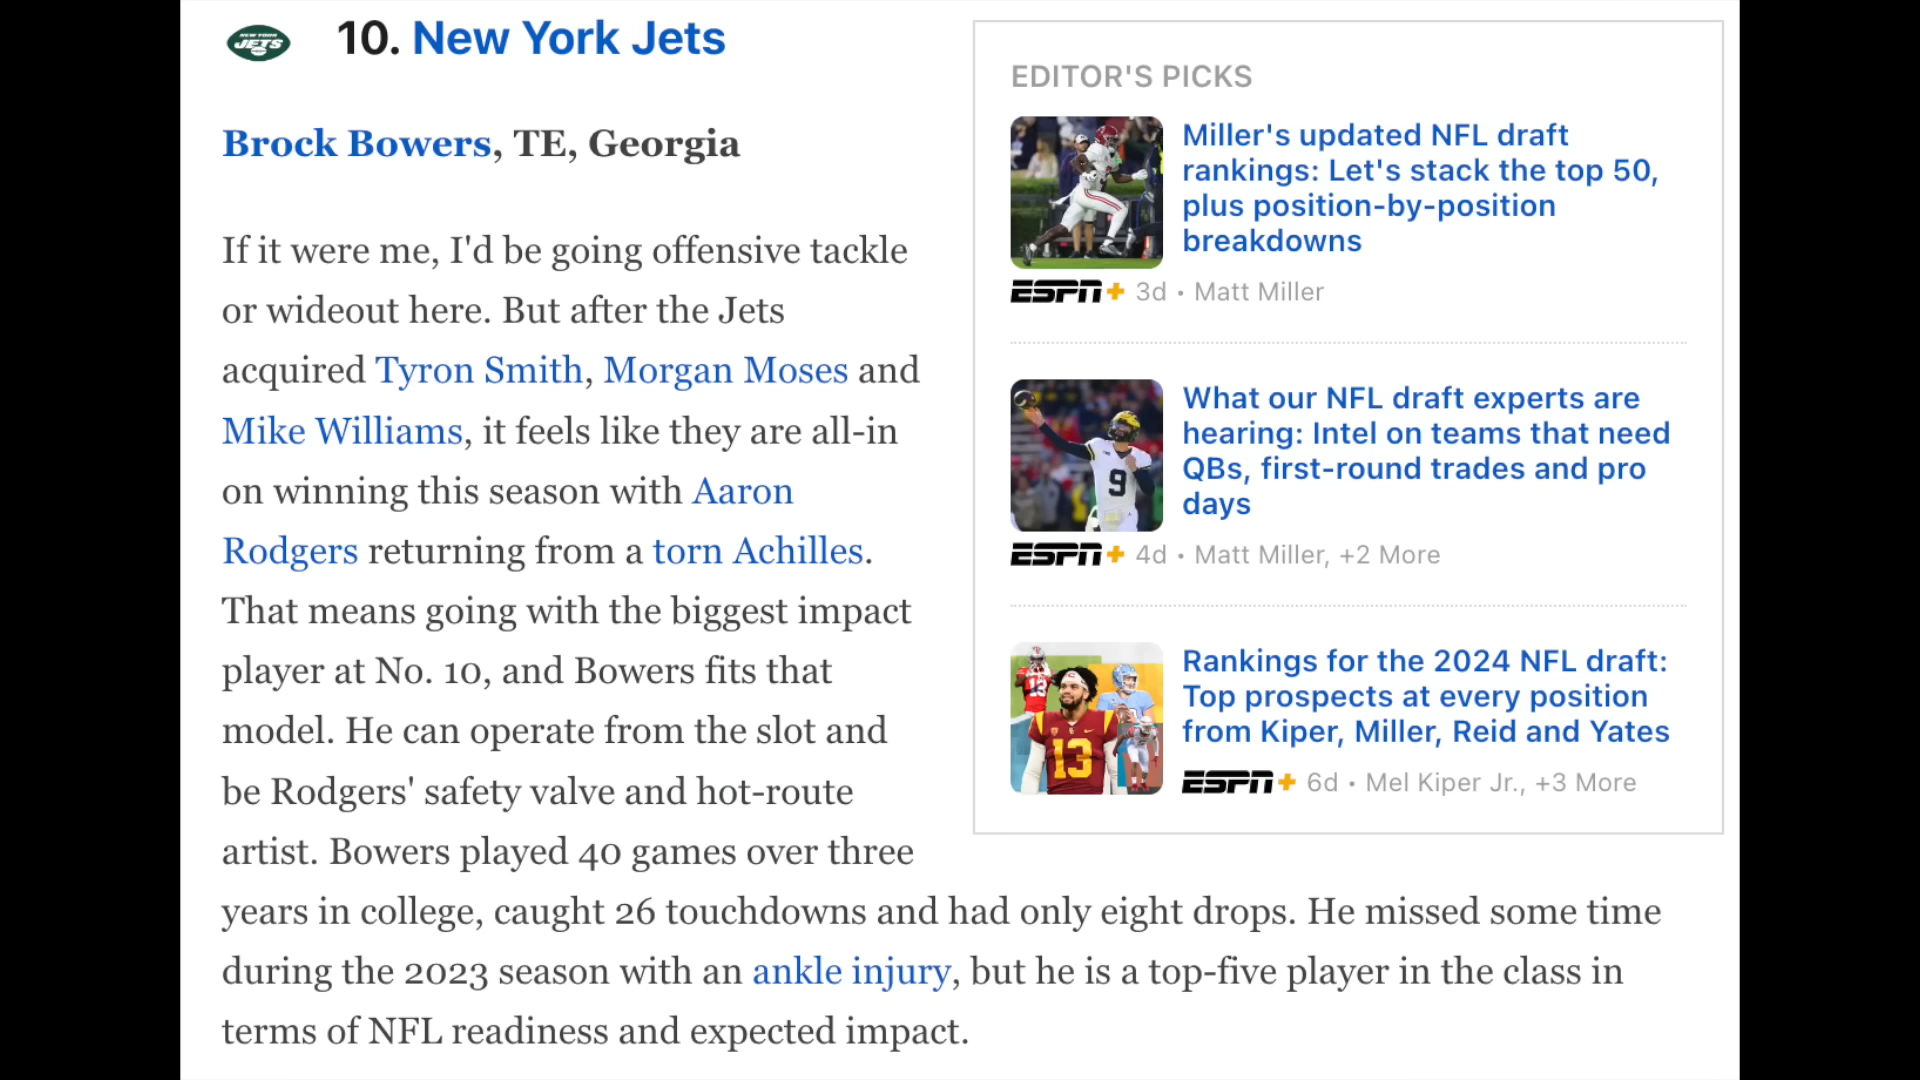 NEW YORK
JETS
10. New York Jets
Brock Bowers, TE, Georgia
If it were me, I'd be going offensive tackle
or wideout here. But after the Jets
acquired Tyron Smith, Morgan Moses and
Mike Williams, it feels like they are all-in
on winning this season with Aaron
Rodgers returning from a torn Achilles.
That means going with the biggest impact
player at No. 10, and Bowers fits that
model. He can operate from the slot and
be Rodgers' safety valve and hot-route
artist. Bowers played 40 games over three
years in college, caught 26 touchdowns and had only eight drops. He missed some time
during the 2023 season with an ankle injury, but he is a top-five player in the class in
terms of NFL readiness and expected impact.
EDITOR'S PICKS
Miller's updated NFL draft
rankings: Let's stack the top 50,
plus position-by-position
breakdowns
ESPN+ 3d • Matt Miller
9
What our NFL draft experts are
hearing: Intel on teams that need
QBs, first-round trades and pro
days
ESPN+ 4d • Matt Miller, +2 More
13
Rankings for the 2024 NFL draft:
Top prospects at every position
from Kiper, Miller, Reid and Yates
ESPN+ 6d • Mel Kiper Jr., +3 More